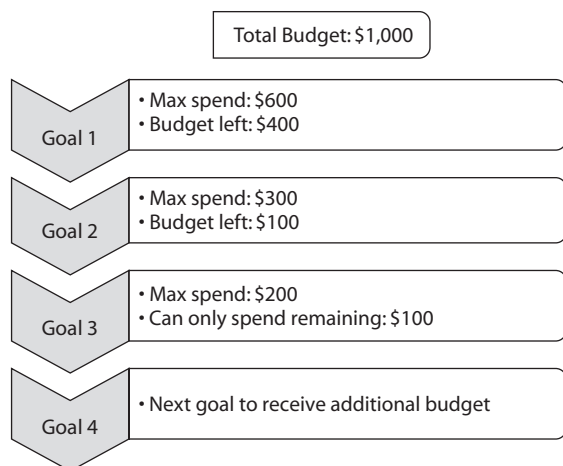 Total Budget: $1,000
Goal 1
• Max spend: $600
• Budget left: $400
Goal 2
• Max spend: $300
• Budget left: $100
Goal 3
• Max spend: $200
• Can only spend remaining: $100
Goal 4
• Next goal to receive additional budget